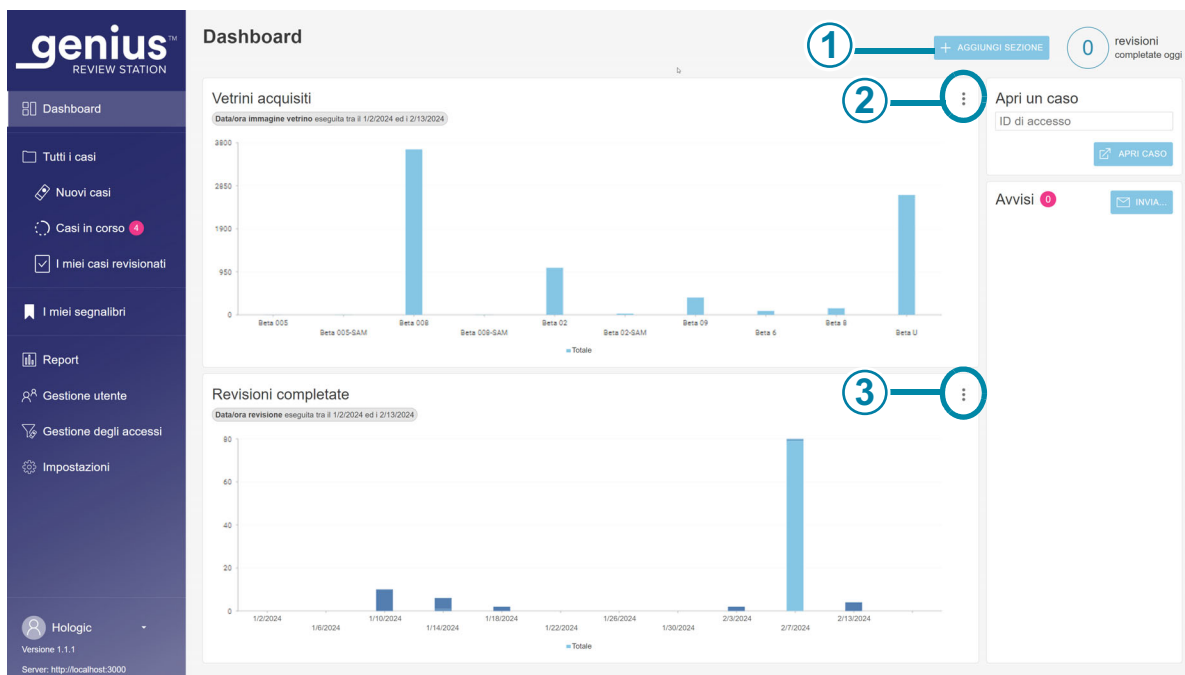 genius™
REVIEW STATION
Dashboard
Tutti i casi
Nuovi casi
Casi in corso 4
I miei casi revisionati
I miei segnalibri
Report
Gestione utente
Gestione degli accessi
Impostazioni
Hologic
Versione 1.1.1
Server: http://localhost:3000
Dashboard
1
+ AGGIUNGI SEZIONE
0
revisioni
completate oggi
Vetrini acquisiti
2
Data/ora immagine vetrino eseguita tra il 1/2/2024 ed i 2/13/2024
3800
2850
1900
950
0
Beta 005
Beta 005-SAM
Beta 008
Beta 008-SAM
Beta 02
Beta 02-SAM
Beta 09
Beta 6
Beta 8
Beta U
Totale
Revisioni completate
3
Data/ora revisione eseguita tra il 1/2/2024 ed i 2/13/2024
80
60
40
20
0
1/2/2024
1/6/2024
1/10/2024
1/14/2024
1/18/2024
1/22/2024
1/26/2024
1/30/2024
2/3/2024
2/7/2024
2/13/2024
Totale
Apri un caso
ID di accesso
APRI CASO
Avvisi 0
INVIA...